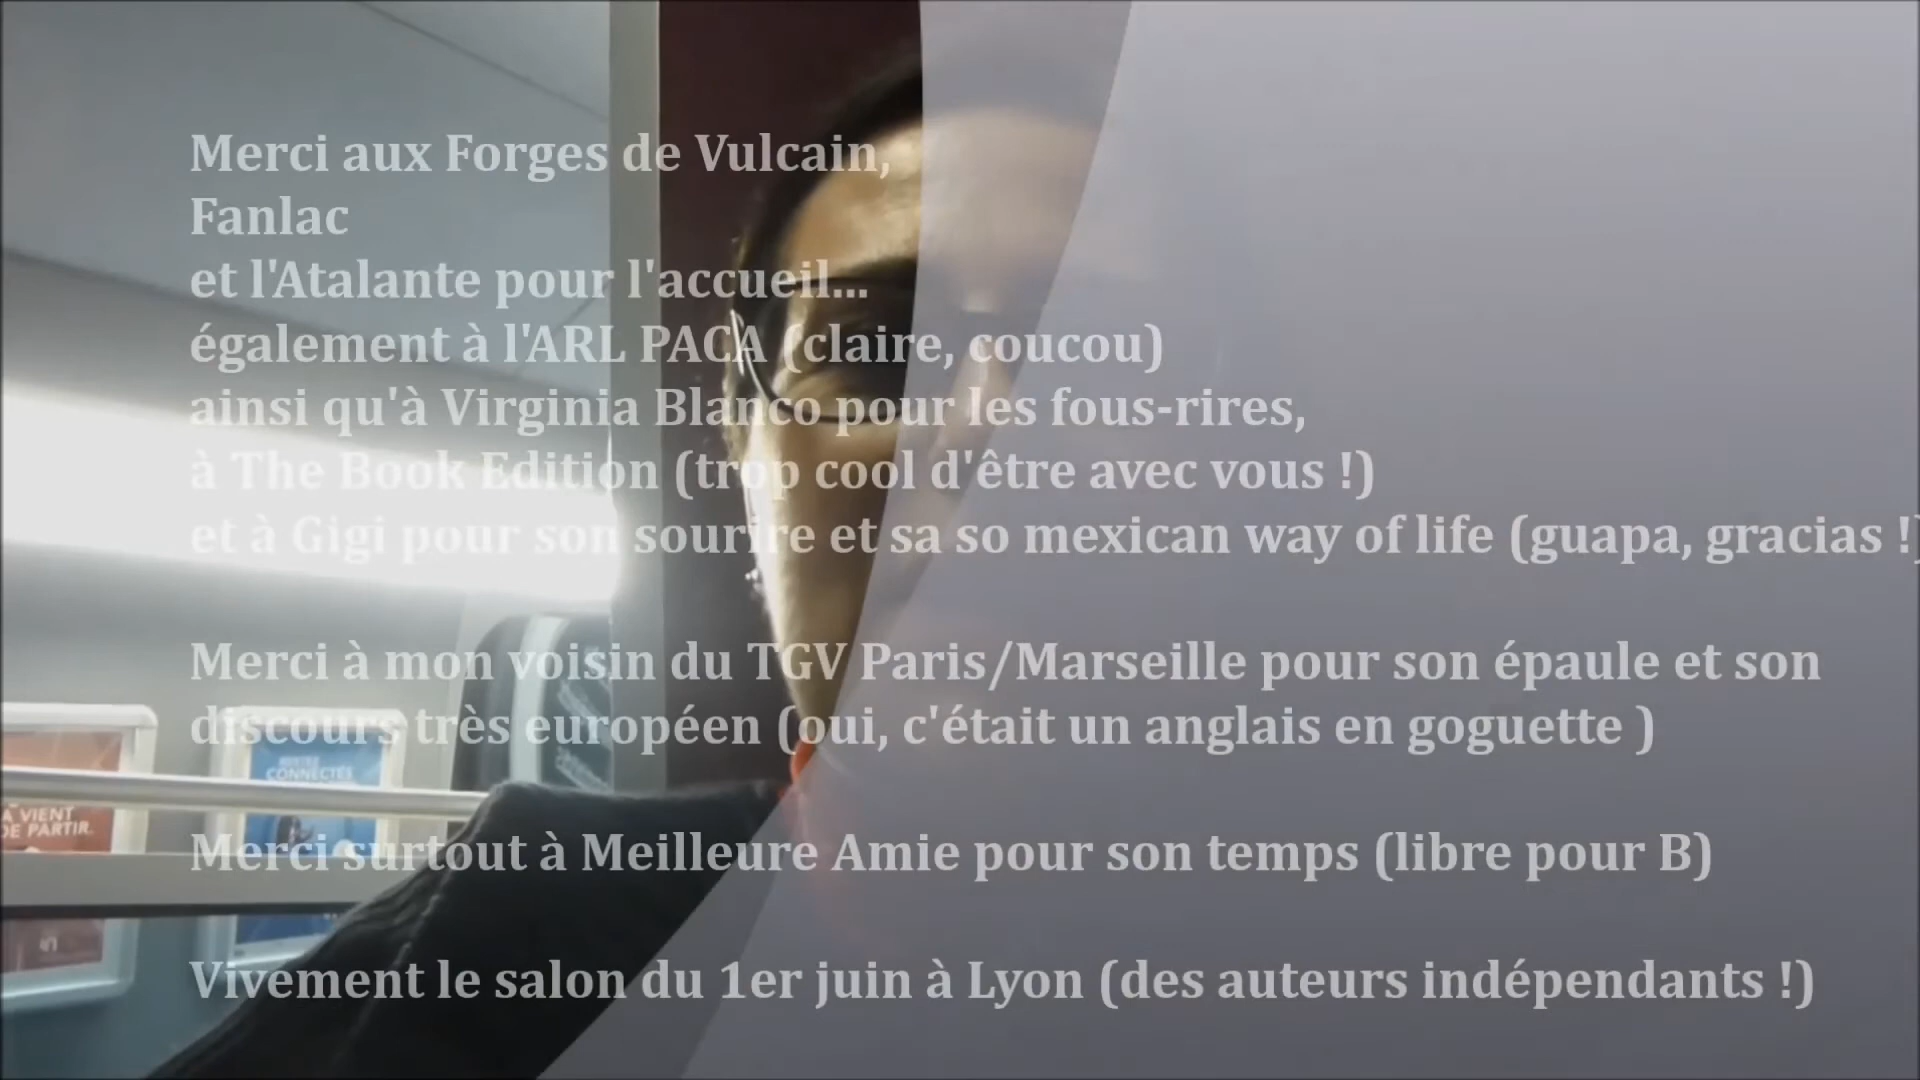 Merci aux Forges de Vulcain,
Fanlac
et l'Atalante pour l'accueil...
également à l'ARL PACA (claire, coucou)
ainsi qu'à Virginia Blanco pour les fous-rires,
à The Book Edition (trop cool d'être avec vous !)
et à Gigi pour son sourire et sa so mexican way of life (guapa, gracias !)
Merci à mon voisin du TGV Paris/Marseille pour son épaule et son
discours très européen (oui, c'était un anglais en goguette )
CONNECTÉS
A VIENT
DE PARTIR.
Merci surtout à Meilleure Amie pour son temps (libre pour B)
Vivement le salon du 1er juin à Lyon (des auteurs indépendants !)